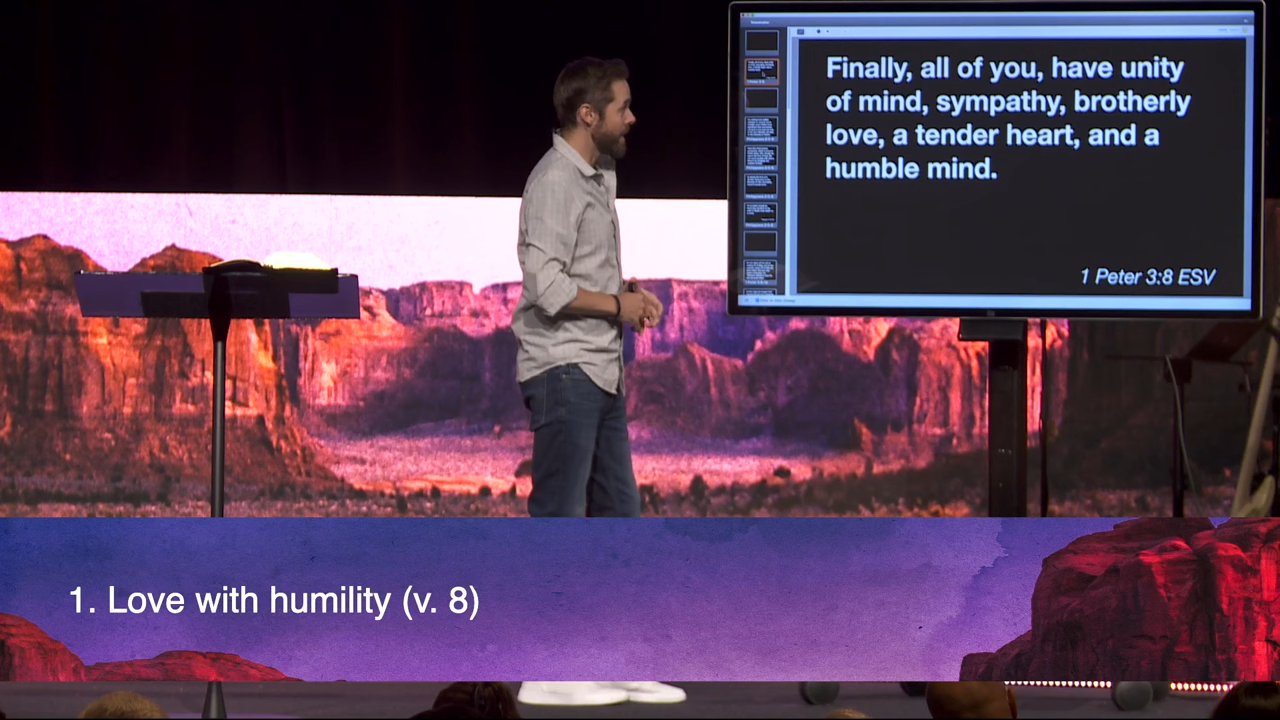 Finally, all of you, have unity
of mind, sympathy, brotherly
love, a tender heart, and a
humble mind.
1 Peter 3:8 ESV
1. Love with humility (v. 8)